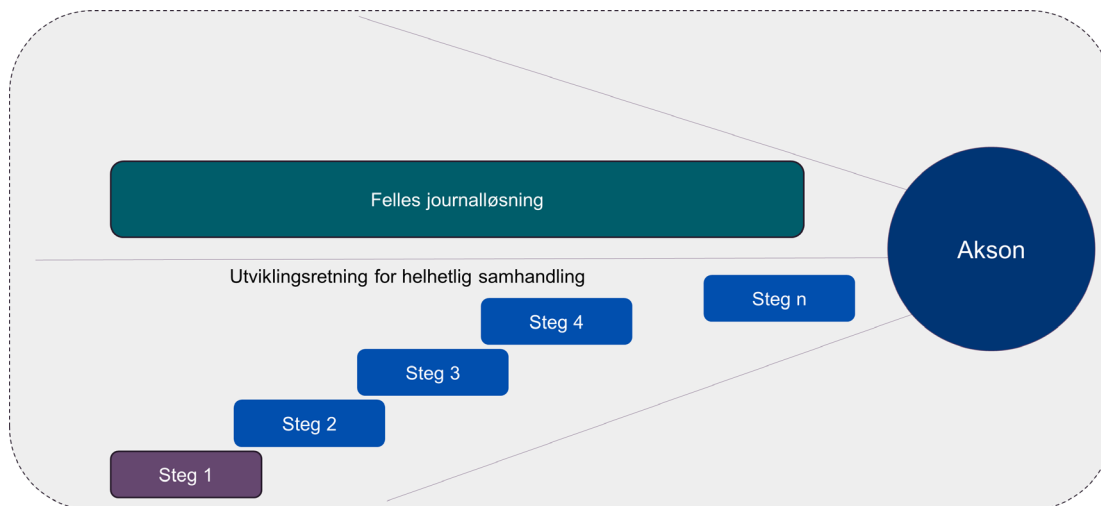 Felles journalløsning
Akson
Utviklingsretning for helhetlig samhandling
Steg n
Steg 4
Steg 3
Steg 2
Steg 1